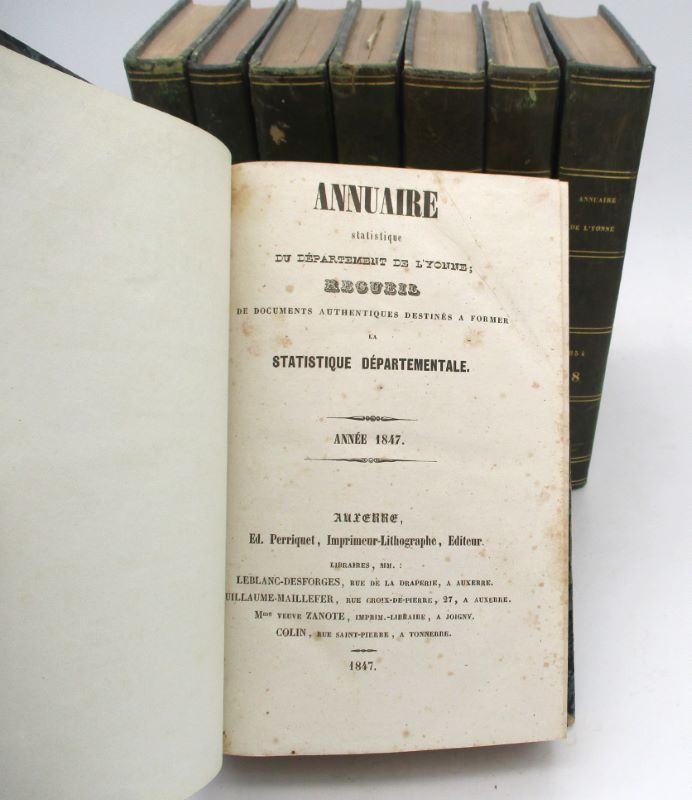 ANNUAIRE
statistique
DU DÉPARTEMENT DE L'YONNE;
RECUEIL
DE DOCUMENTS AUTHENTIQUES DESTINÉS A FORMER
LA
STATISTIQUE DÉPARTEMENTALE.
ANNÉE 1847.
AUXERRE,
Ed. Perriquet, Imprimeur-Lithographe, Editeur.
LIBRAIRES, MM. :
LEBLANC-DESFORGES, RUE DE LA DRAPERIE, A AUXERRE.
UILLAUME-MAILLEFER, RUE CROIX-DE-PIERRE, 27, A AUXERRE.
Mme VEUVE ZANOTE, IMPRIM.-LIBRAIRE, A JOIGNY.
COLIN, RUE SAINT-PIERRE, A TONNERRE.
1847.
ANNUAIRE
DE L'YONNE
854
8